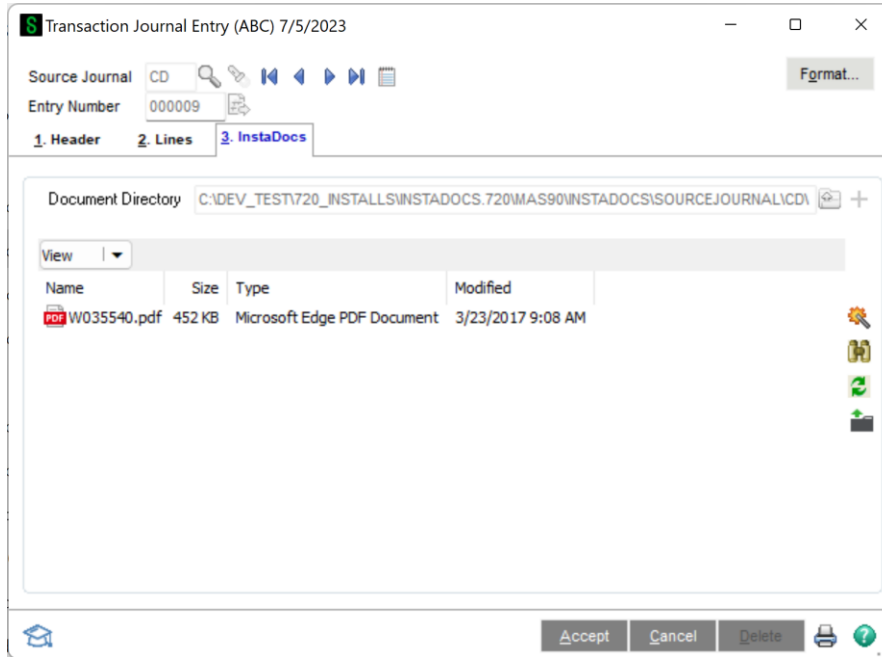 S Transaction Journal Entry (ABC) 7/5/2023
Source Journal CD
Format...
Entry Number 000009
1. Header 2. Lines 3. InstaDocs
Document Directory C:\DEV_TEST\720_INSTALLS\INSTADOCS.720\MAS90\INSTADOCS\SOURCEJOURNAL\CD\
View
Name Size Type Modified
PDF W035540.pdf 452 KB Microsoft Edge PDF Document 3/23/2017 9:08 AM
Accept Cancel Delete ?